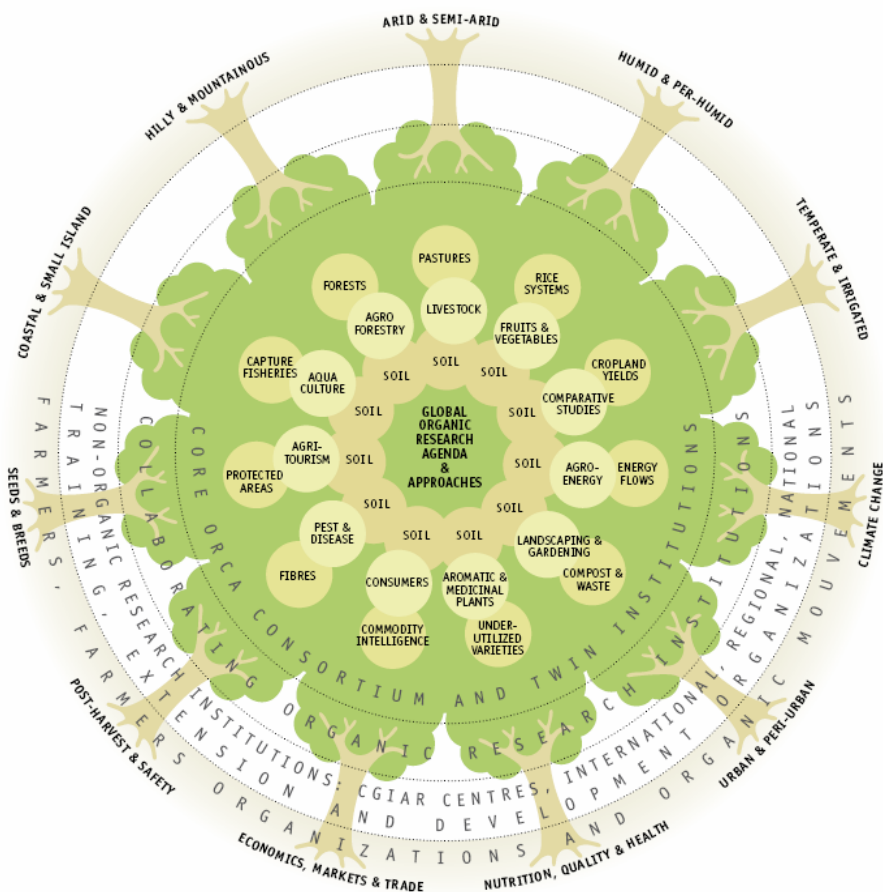 ARID & SEMI-ARID
HUMID & PER-HUMID
TEMPERATE & IRRIGATED
CLIMATE CHANGE
URBAN & PERI-URBAN
NUTRITION, QUALITY & HEALTH
ECONOMICS, MARKETS & TRADE
POST-HARVEST & SAFETY
SEEDS & BREEDS
COASTAL & SMALL ISLAND
HILLY & MOUNTAINOUS
PASTURES
LIVESTOCK
RICE
SYSTEMS
FRUITS &
VEGETABLES
CROPLAND
YIELDS
COMPARATIVE
STUDIES
ENERGY
FLOWS
AGRO-
ENERGY
COMPOST &
WASTE
LANDSCAPING &
GARDENING
UNDER-
UTILIZED
VARIETIES
AROMATIC &
MEDICINAL
PLANTS
COMMODITY
INTELLIGENCE
CONSUMERS
FIBRES
PEST &
DISEASE
PROTECTED
AREAS
AGRI-
TOURISM
CAPTURE
FISHERIES
AQUA
CULTURE
FORESTS
AGRO
FORESTRY
SOIL
SOIL
SOIL
SOIL
SOIL
SOIL
SOIL
SOIL
SOIL
SOIL
SOIL
GLOBAL
ORGANIC
RESEARCH
AGENDA
&
APPROACHES
CORE ORCA CONSORTIUM AND TWIN INSTITUTIONS
COLLABORATING ORGANIC RESEARCH INSTITUTIONS
NON-ORGANIC RESEARCH INSTITUTIONS: CGIAR CENTRES, INTERNATIONAL, REGIONAL, NATIONAL
TRAINING, EXTENSION AND DEVELOPMENT ORGANIZATIONS
FARMERS, FARMERS ORGANIZATIONS AND ORGANIC MOUVEMENTS